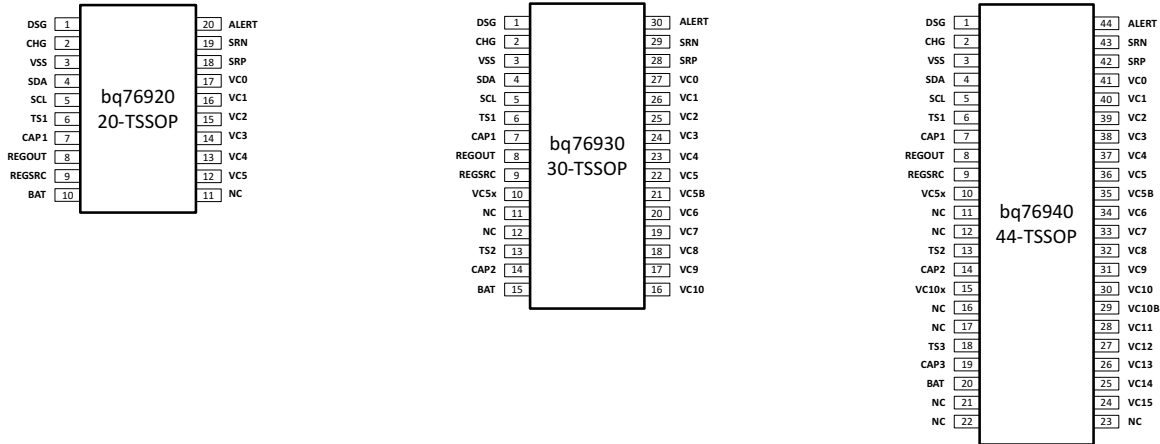 DSG 1 20 ALERT
CHG 2 19 SRN
VSS 3 18 SRP
SDA 4 17 VC0
SCL 5 16 VC1
TS1 6 15 VC2
CAP1 7 14 VC3
REGOUT 8 13 VC4
REGSRC 9 12 VC5
BAT 10 11 NC
bq76920
20-TSSOP
DSG 1 30 ALERT
CHG 2 29 SRN
VSS 3 28 SRP
SDA 4 27 VC0
SCL 5 26 VC1
TS1 6 25 VC2
CAP1 7 24 VC3
REGOUT 8 23 VC4
REGSRC 9 22 VC5
VC5x 10 21 VC5B
NC 11 20 VC6
NC 12 19 VC7
TS2 13 18 VC8
CAP2 14 17 VC9
BAT 15 16 VC10
bq76930
30-TSSOP
DSG 1 44 ALERT
CHG 2 43 SRN
VSS 3 42 SRP
SDA 4 41 VC0
SCL 5 40 VC1
TS1 6 39 VC2
CAP1 7 38 VC3
REGOUT 8 37 VC4
REGSRC 9 36 VC5
VC5x 10 35 VC5B
NC 11 34 VC6
NC 12 33 VC7
TS2 13 32 VC8
CAP2 14 31 VC9
VC10x 15 30 VC10
NC 16 29 VC10B
NC 17 28 VC11
TS3 18 27 VC12
CAP3 19 26 VC13
BAT 20 25 VC14
NC 21 24 VC15
NC 22 23 NC
bq76940
44-TSSOP